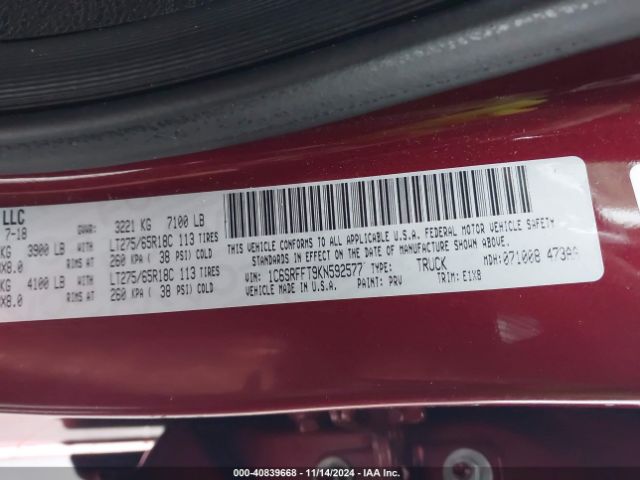 LLC
7-18
GVWR: 3221 KG 7100 LB
KG 3900 LB WITH LT275/65R18C 113 TIRES
X8.0 RIMS AT 260 KPA ( 38 PSI) COLD
KG 4100 LB WITH LT275/65R18C 113 TIRES
X8.0 RIMS AT 260 KPA ( 38 PSI) COLD
THIS VEHICLE CONFORMS TO ALL APPLICABLE U.S.A. FEDERAL MOTOR VEHICLE SAFETY
STANDARDS IN EFFECT ON THE DATE OF MANUFACTURE SHOWN ABOVE.
VIN: 1C6SRFFT9KN592577 TYPE: TRUCK MDH: 071008 473AA
VEHICLE MADE IN U.S.A. PAINT: PRV TRIM: E1X8
00-40839668 - 11/14/2024 - IAA Inc.